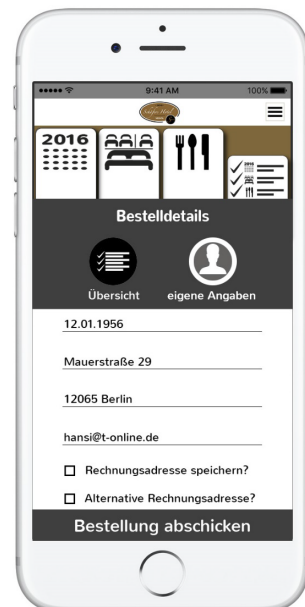 9:41 AM
100%
2016
Bestelldetails
Übersicht
eigene Angaben
12.01.1956
Mauerstraße 29
12065 Berlin
hansi@t-online.de
Rechnungsadresse speichern?
Alternative Rechnungsadresse?
Bestellung abschicken